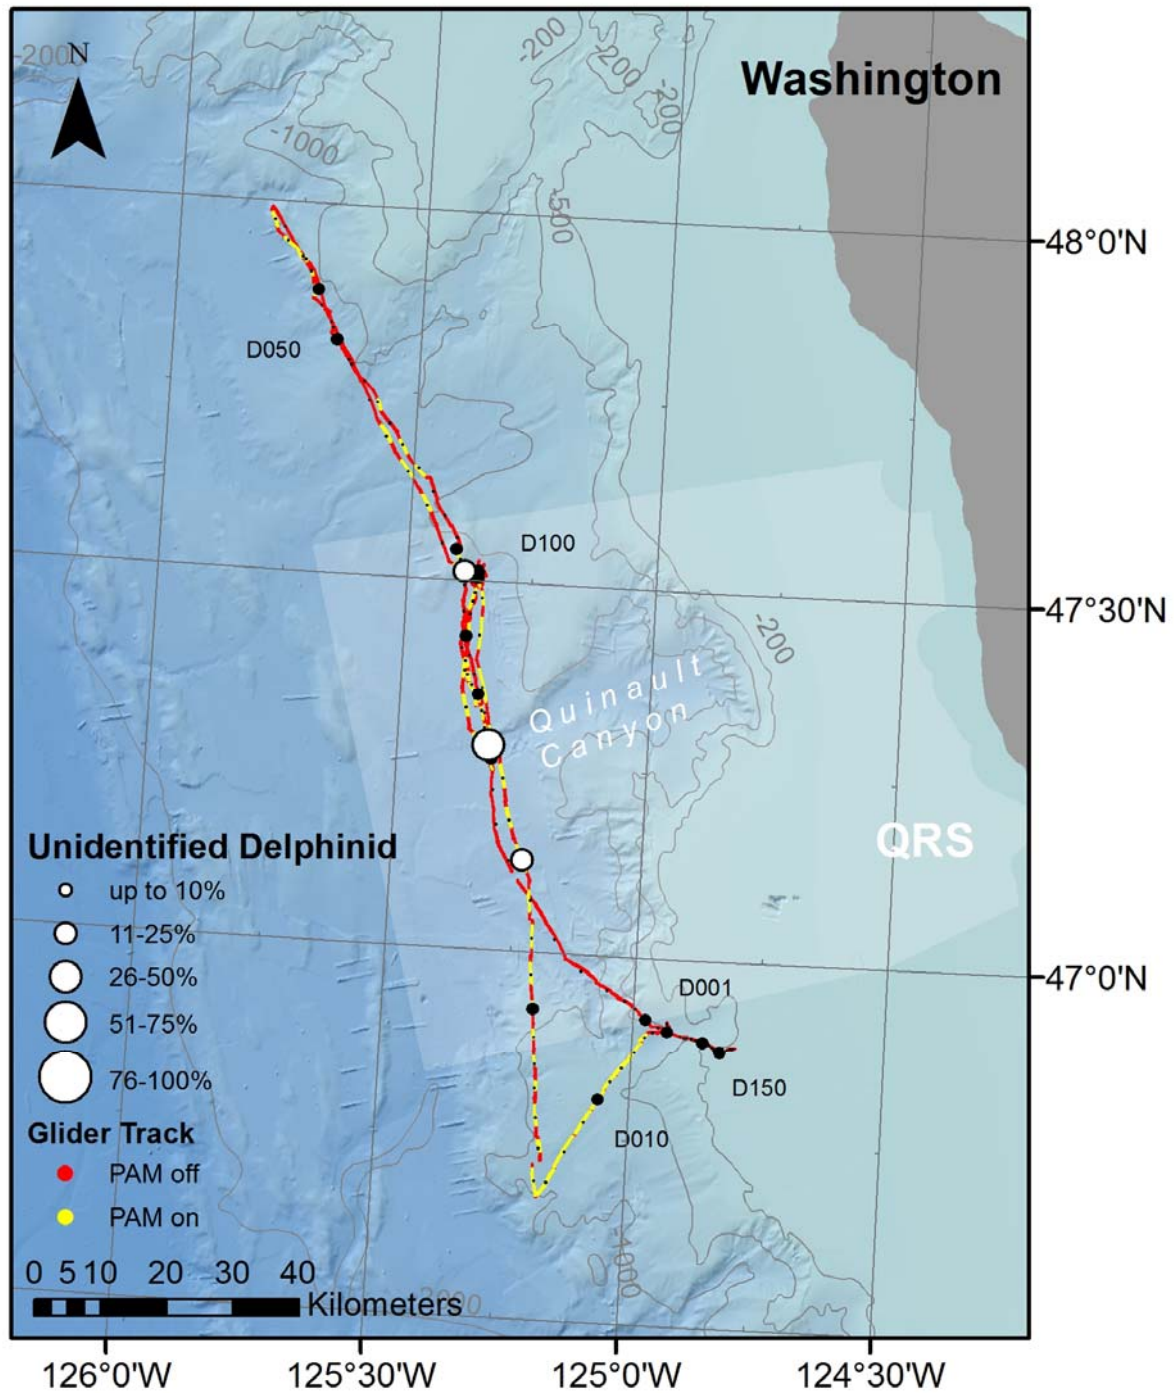 -2000
N
-200
-200
-200
Washington
-1000
-500
48°0'N
D050
D100
47°30'N
-200
Quinault
Canyon
QRS
Unidentified Delphinid
up to 10%
11-25%
26-50%
51-75%
76-100%
47°0'N
D001
D150
D010
Glider Track
PAM off
PAM on
-1000
0 5 10 20 30 40
Kilometers
-2000
126°0'W 125°30'W 125°0'W 124°30'W